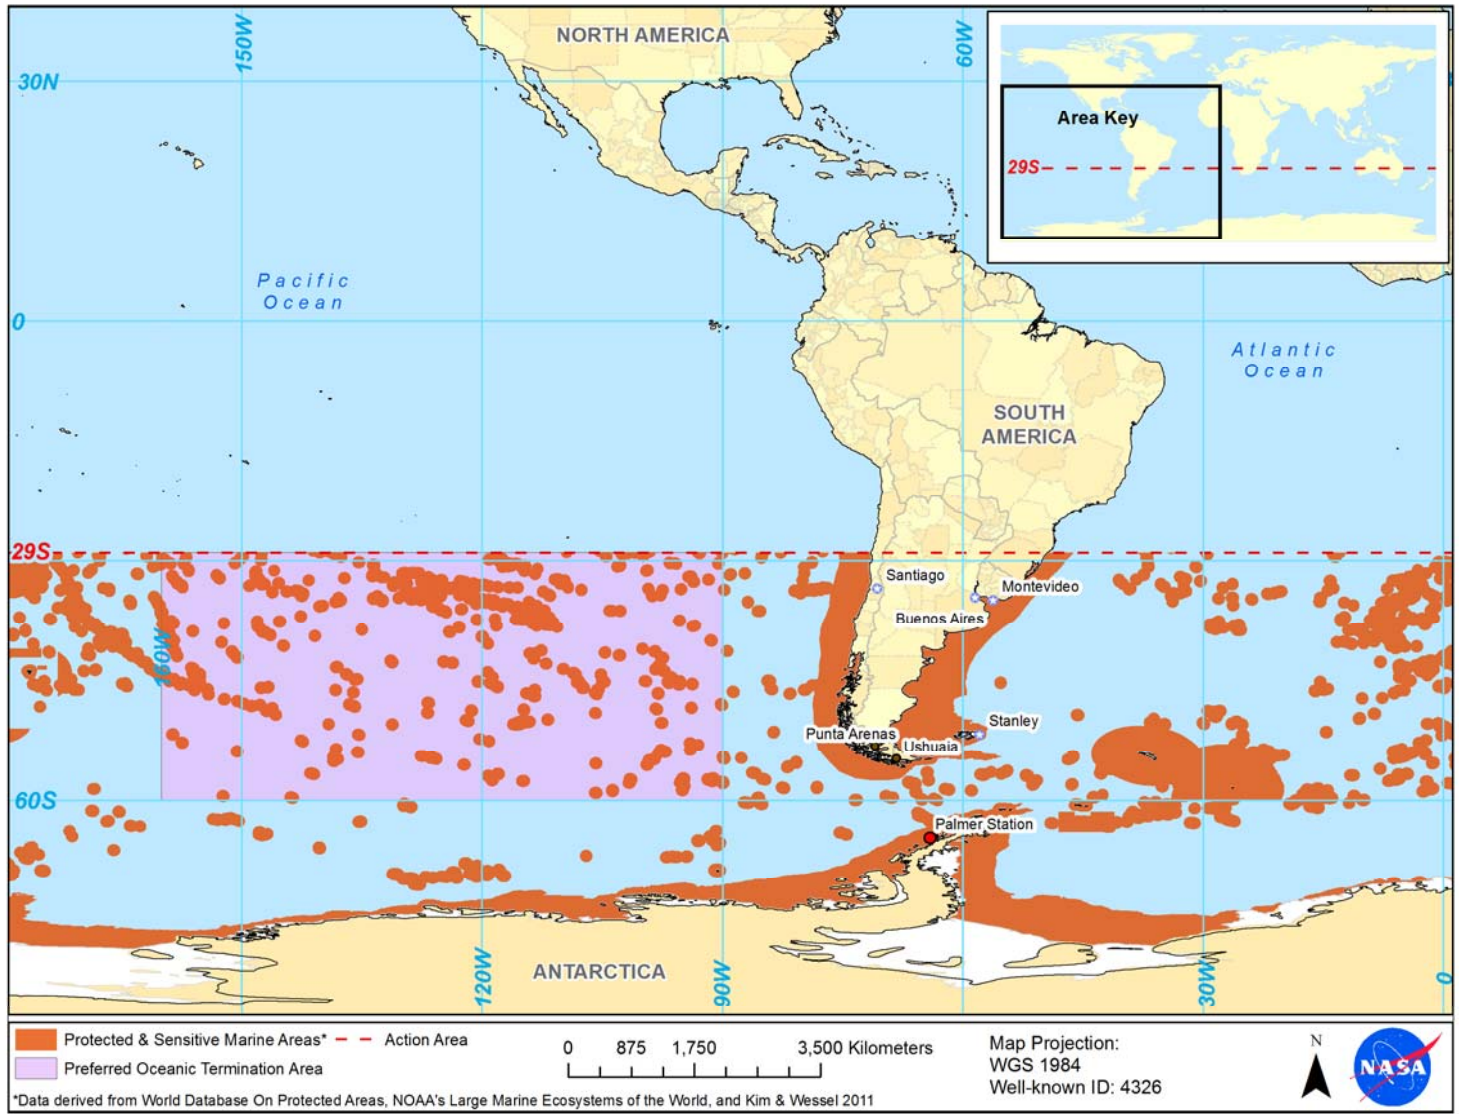 150W
60W
NORTH AMERICA
30N
Area Key
29S
Pacific
Ocean
0
Atlantic
Ocean
SOUTH
AMERICA
29S
Santiago
Montevideo
Buenos Aires
160W
Stanley
Punta Arenas
Ushuaia
60S
Palmer Station
ANTARCTICA
120W
90W
30W
0
Protected & Sensitive Marine Areas*
Action Area
Preferred Oceanic Termination Area
0 875 1,750 3,500 Kilometers
Map Projection:
WGS 1984
Well-known ID: 4326
N
NASA
*Data derived from World Database On Protected Areas, NOAA's Large Marine Ecosystems of the World, and Kim & Wessel 2011